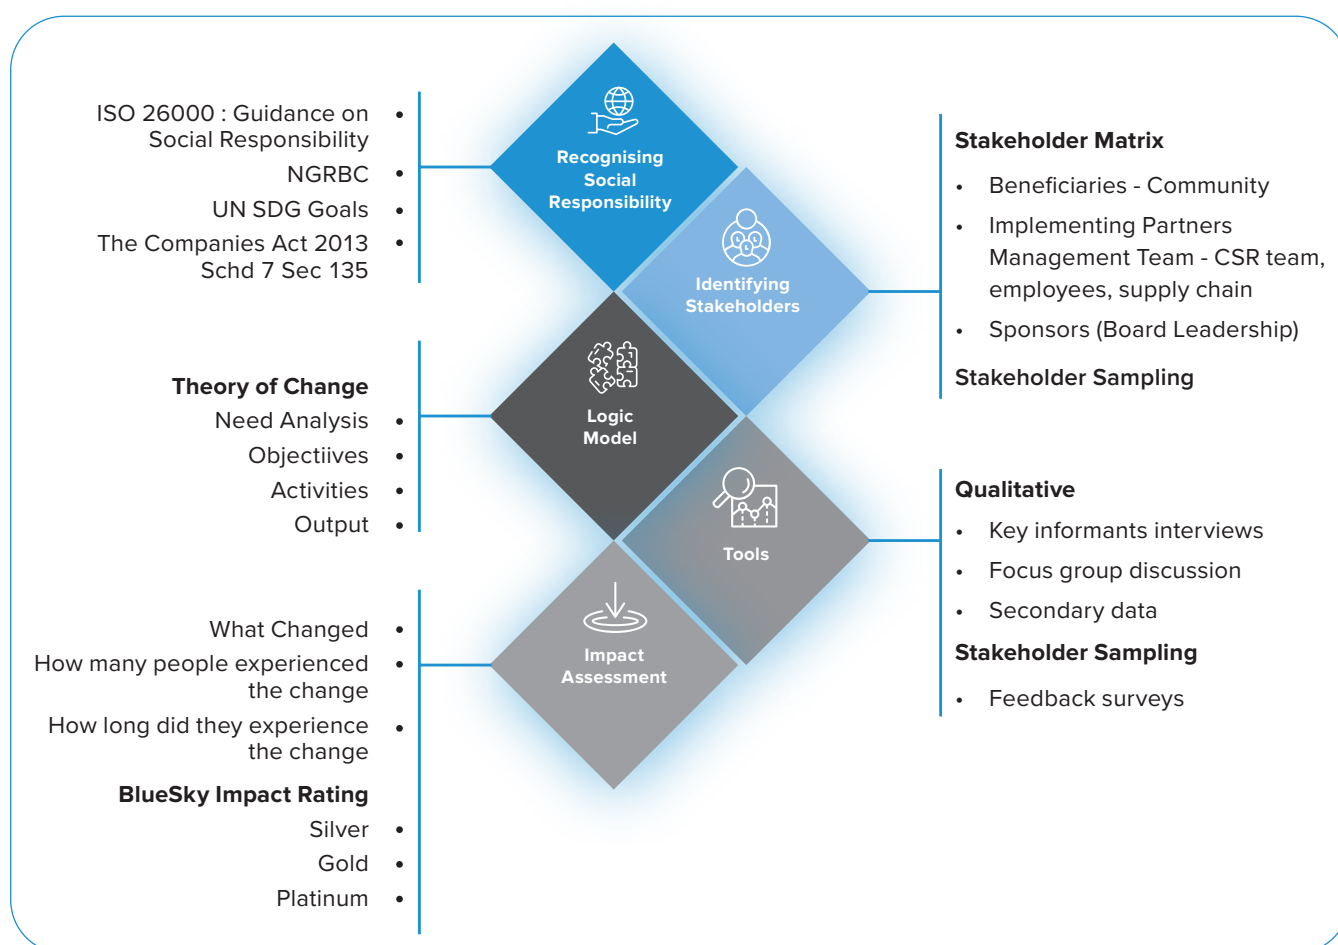 Recognising
Social
Responsibility
ISO 26000 : Guidance on
Social Responsibility
NGRBC
UN SDG Goals
The Companies Act 2013
Schd 7 Sec 135
Identifying
Stakeholders
Stakeholder Matrix
Beneficiaries - Community
Implementing Partners
Management Team - CSR team,
employees, supply chain
Sponsors (Board Leadership)
Stakeholder Sampling
Logic
Model
Theory of Change
Need Analysis
Objectiives
Activities
Output
Tools
Qualitative
Key informants interviews
Focus group discussion
Secondary data
Stakeholder Sampling
Feedback surveys
Impact
Assessment
What Changed
How many people experienced
the change
How long did they experience
the change
BlueSky Impact Rating
Silver
Gold
Platinum